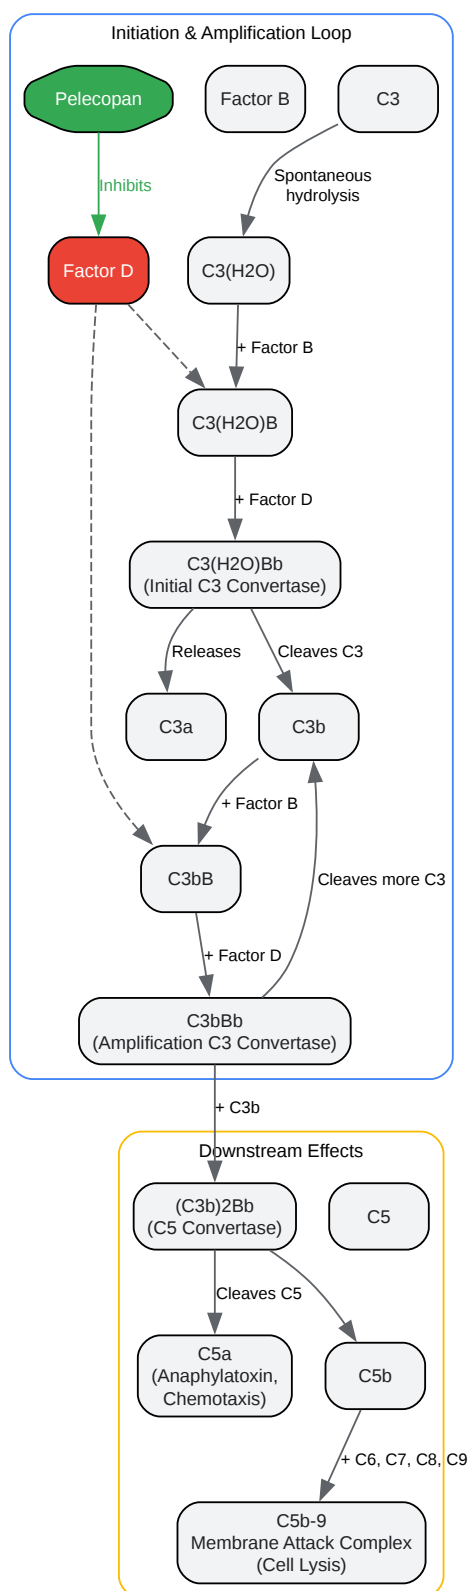 Initiation & Amplification Loop
Pelecopan
Factor B
C3
Inhibits
Spontaneous
hydrolysis
Factor D
C3(H2O)
+ Factor B
C3(H2O)B
+ Factor D
C3(H2O)Bb
(Initial C3 Convertase)
Releases
Cleaves C3
C3a
C3b
+ Factor B
C3bB
Cleaves more C3
+ Factor D
C3bBb
(Amplification C3 Convertase)
+ C3b
Downstream Effects
(C3b)2Bb
(C5 Convertase)
C5
Cleaves C5
C5a
(Anaphylatoxin,
Chemotaxis)
C5b
+ C6, C7, C8, C9
C5b-9
Membrane Attack Complex
(Cell Lysis)